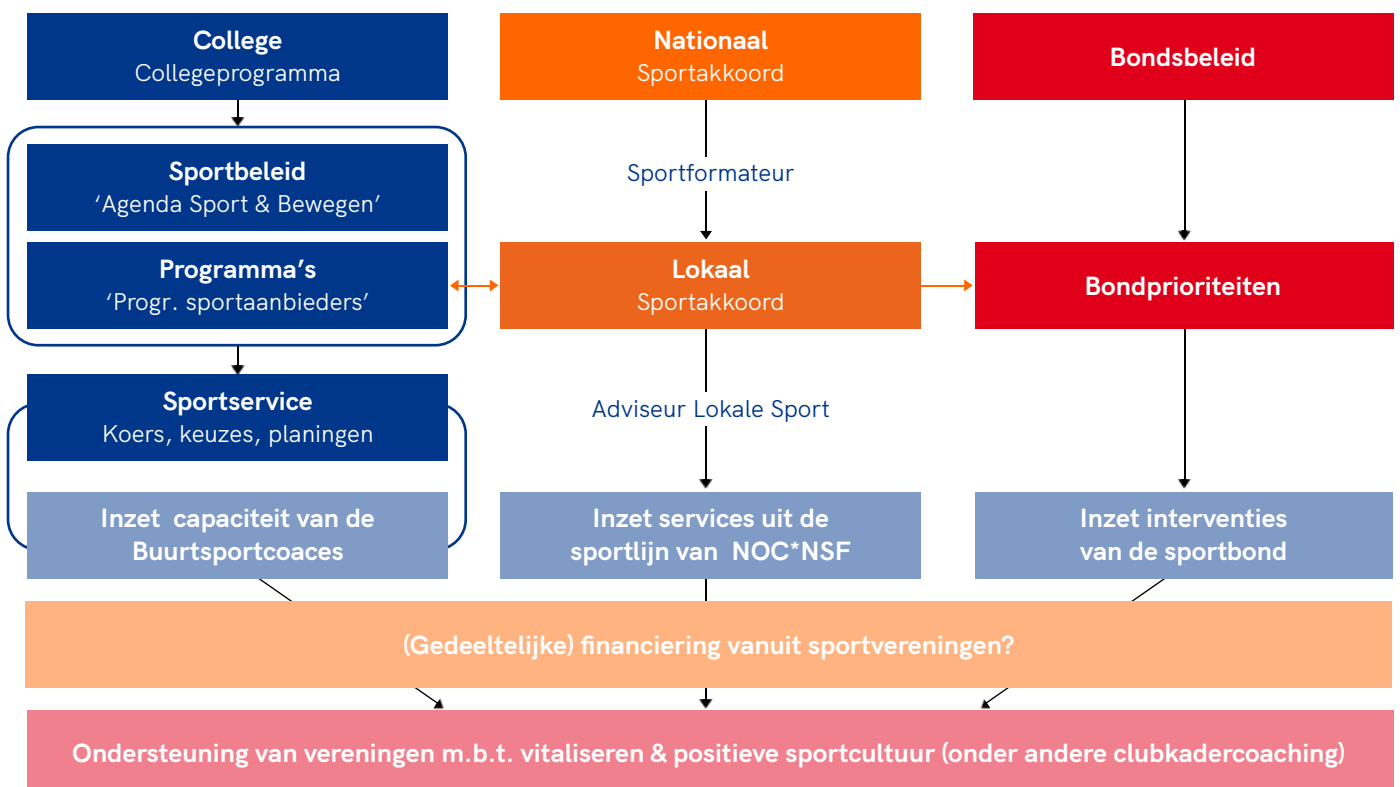 College
Collegeprogramma
Nationaal
Sportakkoord
Bondsbeleid
Sportbeleid
‘Agenda Sport & Bewegen’
Sportformateur
Programma’s
‘Progr. sportaanbieders’
Lokaal
Sportakkoord
Bondprioriteiten
Sportservice
Koers, keuzes, planingen
Adviseur Lokale Sport
Inzet capaciteit van de
Buurtsportcoaces
Inzet services uit de
sportlijn van NOC*NSF
Inzet interventies
van de sportbond
(Gedeeltelijke) financiering vanuit sportvereningen?
Ondersteuning van vereningen m.b.t. vitaliseren & positieve sportcultuur (onder andere clubkadercoaching)